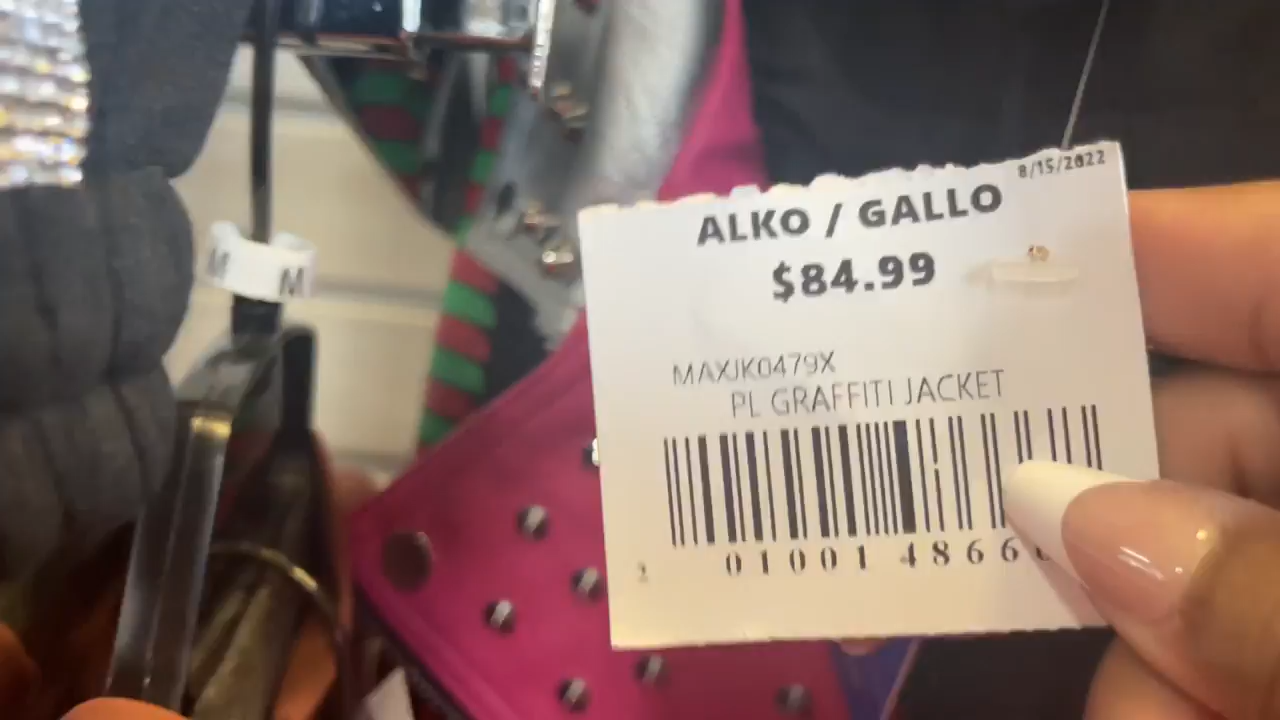 8/15/2022
ALKO / GALLO
$84.99
MAXJK0479X
PL GRAFFITI JACKET
01001 4866
M M